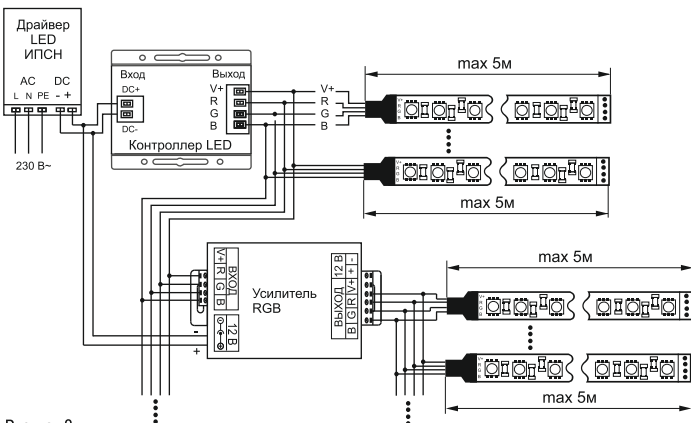 Драйвер
LED
ИПСН
AC DC
L N PE - +
230 В~
Вход
DC+
DC-
Выход
V+
R
G
B
Контроллер LED
V+
R
G
B
max 5м
V+
R
G
B
max 5м
V+
R
G
B
V+ R G B
ВХОД
12 В
-
+
Усилитель
RGB
ВЫХОД 12 В
B G R V+ + -
max 5м
V+
R
G
B
max 5м
V+
R
G
B